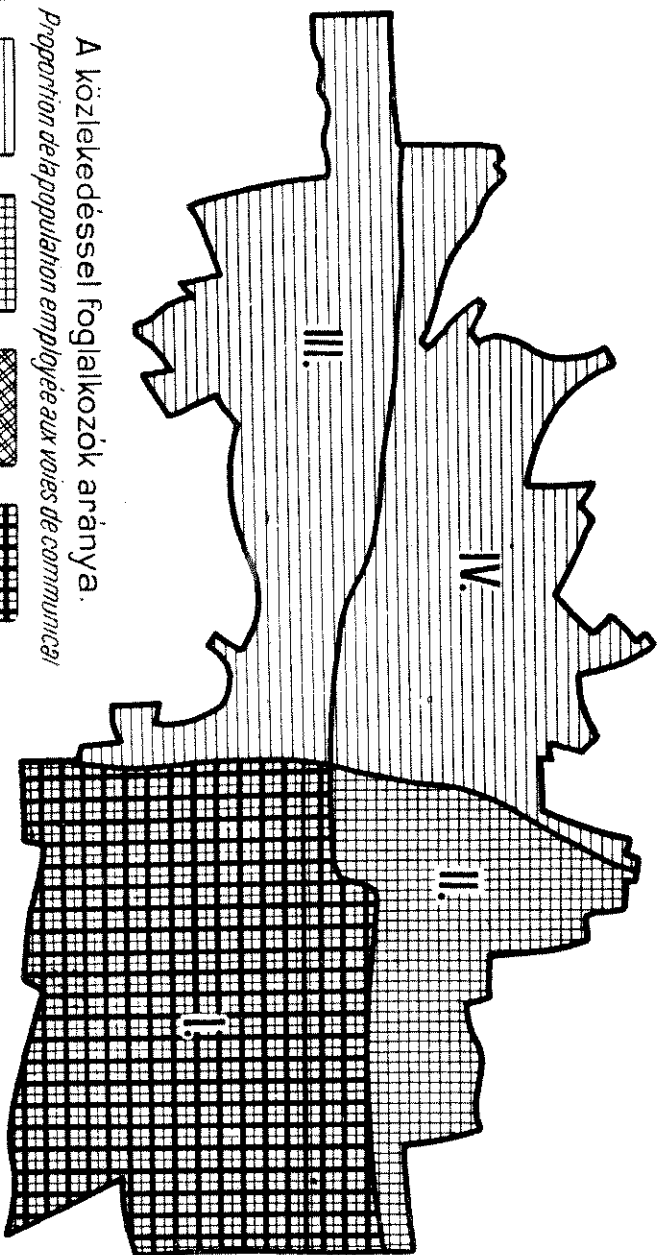 A közlekedéssel foglalkozók aránya.
Proportion de la population employée aux voies de communicat
III.
IV.
II.
I.